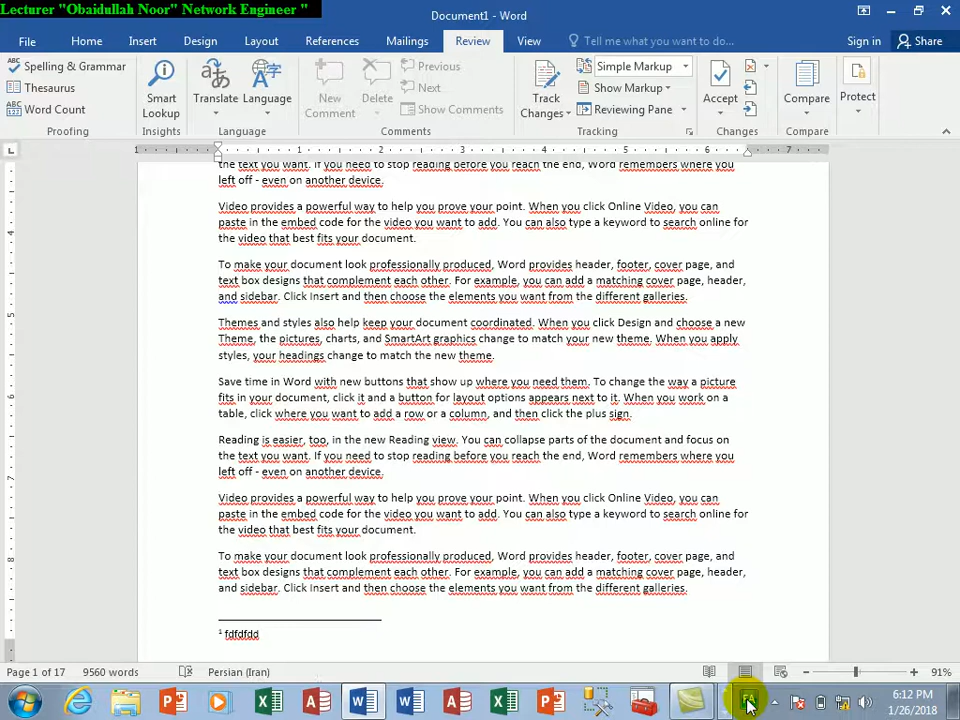 Lecturer "Obaidullah Noor" Network Engineer "
Document1 - Word
File Home Insert Design Layout References Mailings Review View Tell me what you want to do... Sign in Share
Spelling & Grammar
Thesaurus
Word Count
Proofing
Smart Lookup
Insights
Translate Language
Language
New Comment
Delete
Previous
Next
Show Comments
Comments
Track Changes
Simple Markup
Show Markup
Reviewing Pane
Tracking
Accept
Changes
Compare
Compare
Protect
1 1 2 3 4 5 6 7
the text you want. If you need to stop reading before you reach the end, Word remembers where you
left off - even on another device.
Video provides a powerful way to help you prove your point. When you click Online Video, you can
paste in the embed code for the video you want to add. You can also type a keyword to search online for
the video that best fits your document.
To make your document look professionally produced, Word provides header, footer, cover page, and
text box designs that complement each other. For example, you can add a matching cover page, header,
and sidebar. Click Insert and then choose the elements you want from the different galleries.
Themes and styles also help keep your document coordinated. When you click Design and choose a new
Theme, the pictures, charts, and SmartArt graphics change to match your new theme. When you apply
styles, your headings change to match the new theme.
Save time in Word with new buttons that show up where you need them. To change the way a picture
fits in your document, click it and a button for layout options appears next to it. When you work on a
table, click where you want to add a row or a column, and then click the plus sign.
Reading is easier, too, in the new Reading view. You can collapse parts of the document and focus on
the text you want. If you need to stop reading before you reach the end, Word remembers where you
left off - even on another device.
Video provides a powerful way to help you prove your point. When you click Online Video, you can
paste in the embed code for the video you want to add. You can also type a keyword to search online for
the video that best fits your document.
To make your document look professionally produced, Word provides header, footer, cover page, and
text box designs that complement each other. For example, you can add a matching cover page, header,
and sidebar. Click Insert and then choose the elements you want from the different galleries.
1 fdfdfdd
Page 1 of 17 9560 words Persian (Iran) 91%
FA 6:12 PM
1/26/2018